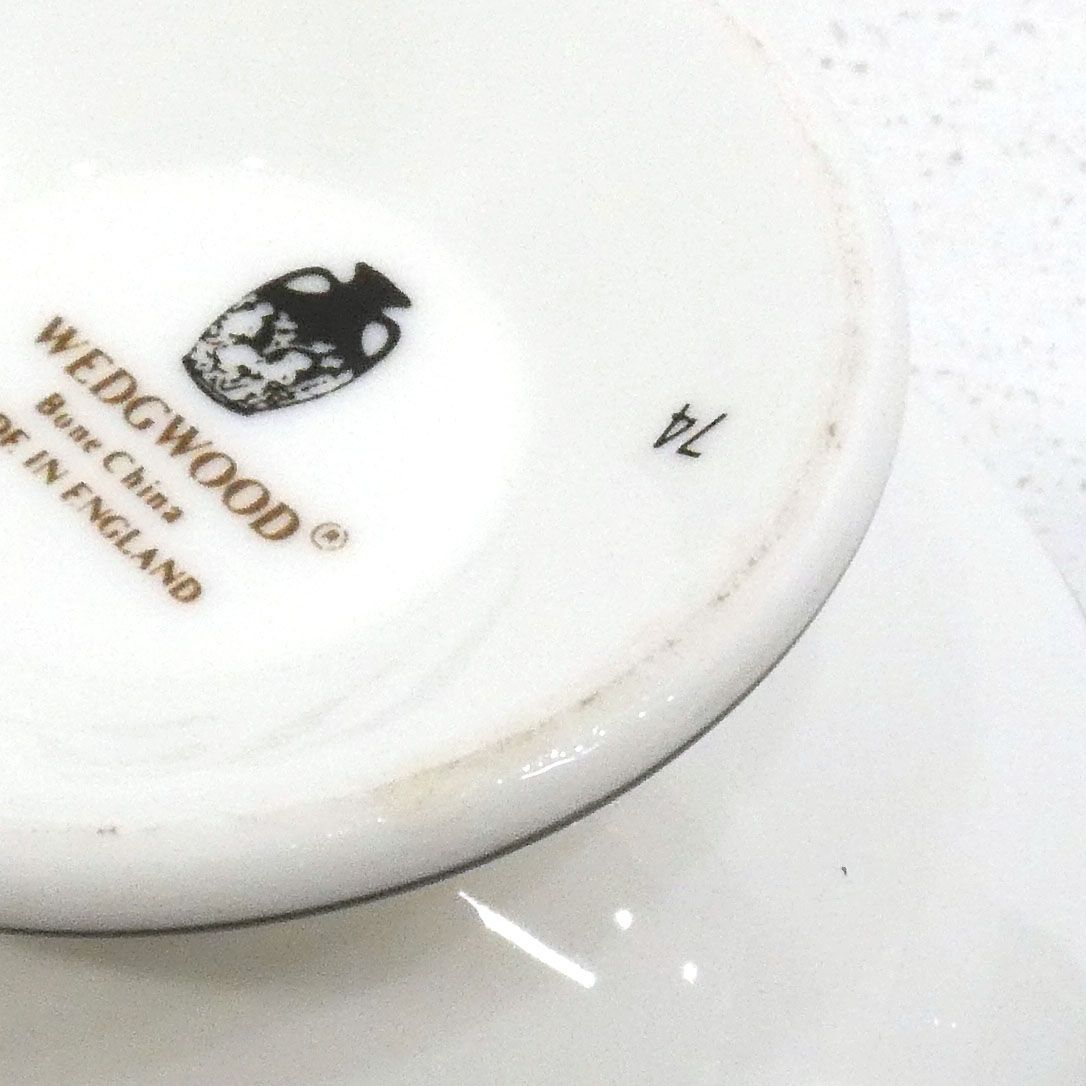 WEDGWOOD®
Bone China
DE IN ENGLAND
74